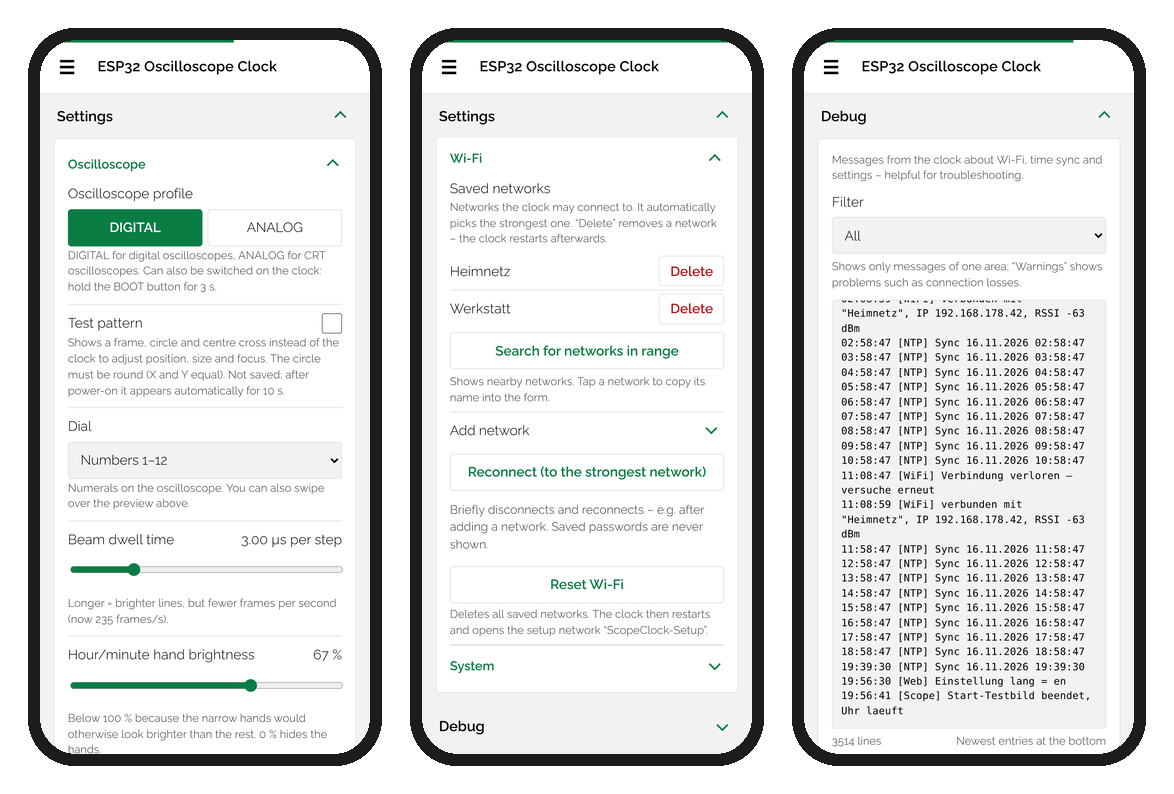 ESP32 Oscilloscope Clock
Settings
Oscilloscope
Oscilloscope profile
DIGITAL
ANALOG
DIGITAL for digital oscilloscopes, ANALOG for CRT
oscilloscopes. Can also be switched on the clock:
hold the BOOT button for 3 s.
Test pattern
Shows a frame, circle and centre cross instead of the
clock to adjust position, size and focus. The circle
must be round (X and Y equal). Not saved; after
power-on it appears automatically for 10 s.
Dial
Numbers 1–12
Numerals on the oscilloscope. You can also swipe
over the preview above.
Beam dwell time
3.00 µs per step
Longer = brighter lines, but fewer frames per second
(now 235 frames/s).
Hour/minute hand brightness
67 %
Below 100 % because the narrow hands would
otherwise look brighter than the rest. 0 % hides the
hands.
ESP32 Oscilloscope Clock
Settings
Wi-Fi
Saved networks
Networks the clock may connect to. It automatically
picks the strongest one. “Delete” removes a network
– the clock restarts afterwards.
Heimnetz
Delete
Werkstatt
Delete
Search for networks in range
Shows nearby networks. Tap a network to copy its
name into the form.
Add network
Reconnect (to the strongest network)
Briefly disconnects and reconnects – e.g. after
adding a network. Saved passwords are never
shown.
Reset Wi-Fi
Deletes all saved networks. The clock then restarts
and opens the setup network “ScopeClock-Setup”.
System
Debug
ESP32 Oscilloscope Clock
Debug
Messages from the clock about Wi-Fi, time sync and
settings – helpful for troubleshooting.
Filter
All
Shows only messages of one area; “Warnings” shows
problems such as connection losses.
02:08:59 [WiFi] verbunden mit
"Heimnetz", IP 192.168.178.42, RSSI -63
dBm
02:58:47 [NTP] Sync 16.11.2026 02:58:47
03:58:47 [NTP] Sync 16.11.2026 03:58:47
04:58:47 [NTP] Sync 16.11.2026 04:58:47
05:58:47 [NTP] Sync 16.11.2026 05:58:47
06:58:47 [NTP] Sync 16.11.2026 06:58:47
07:58:47 [NTP] Sync 16.11.2026 07:58:47
08:58:47 [NTP] Sync 16.11.2026 08:58:47
09:58:47 [NTP] Sync 16.11.2026 09:58:47
10:58:47 [NTP] Sync 16.11.2026 10:58:47
11:08:47 [WiFi] Verbindung verloren –
versuche erneut
11:08:59 [WiFi] verbunden mit
"Heimnetz", IP 192.168.178.42, RSSI -63
dBm
11:58:47 [NTP] Sync 16.11.2026 11:58:47
12:58:47 [NTP] Sync 16.11.2026 12:58:47
13:58:47 [NTP] Sync 16.11.2026 13:58:47
14:58:47 [NTP] Sync 16.11.2026 14:58:47
15:58:47 [NTP] Sync 16.11.2026 15:58:47
16:58:47 [NTP] Sync 16.11.2026 16:58:47
17:58:47 [NTP] Sync 16.11.2026 17:58:47
18:58:47 [NTP] Sync 16.11.2026 18:58:47
19:39:30 [NTP] Sync 16.11.2026 19:39:30
19:56:30 [Web] Einstellung lang = en
19:56:41 [Scope] Start-Testbild beendet,
Uhr laeuft
3514 lines
Newest entries at the bottom